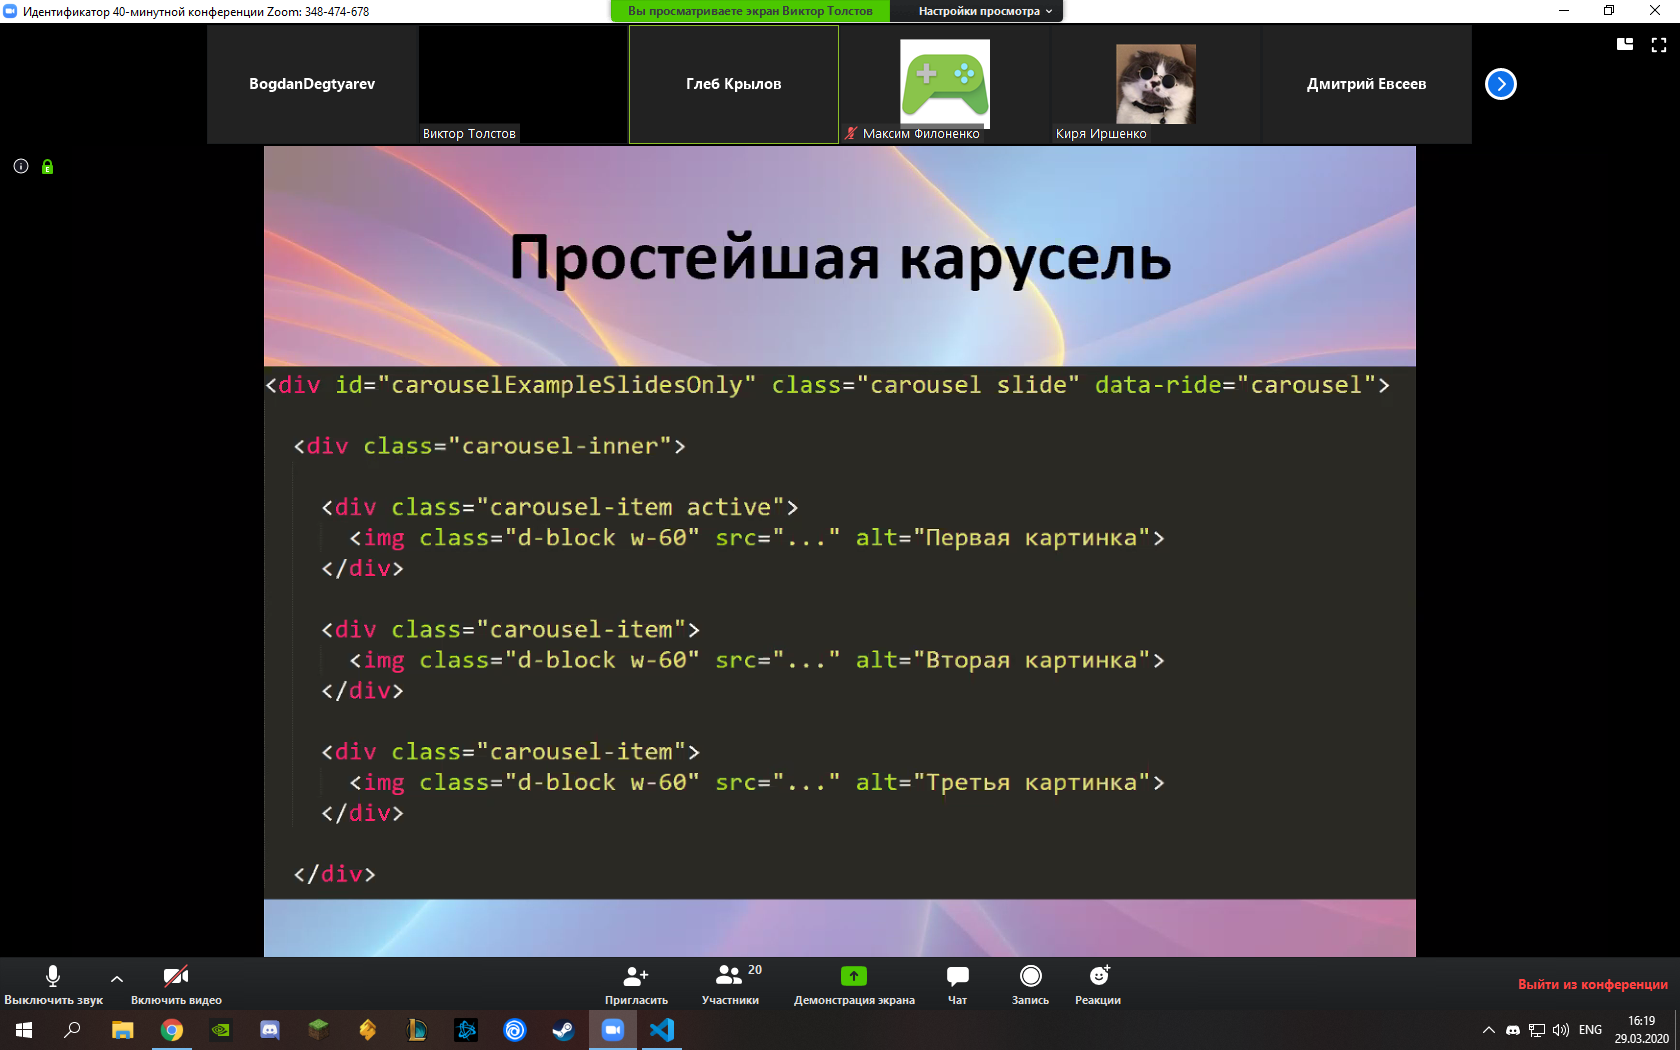 Идентификатор 40-минутной конференции Zoom: 348-474-678
Вы просматриваете экран Виктор Толстов
Настройки просмотра
BogdanDegtyarev
Виктор Толстов
Глеб Крылов
Максим Филоненко
Киря Иршенко
Дмитрий Евсеев
Простейшая карусель
<div id="carouselExampleSlidesOnly" class="carousel slide" data-ride="carousel">
<div class="carousel-inner">
<div class="carousel-item active">
<img class="d-block w-60" src="..." alt="Первая картинка">
</div>
<div class="carousel-item">
<img class="d-block w-60" src="..." alt="Вторая картинка">
</div>
<div class="carousel-item">
<img class="d-block w-60" src="..." alt="Третья картинка">
</div>
</div>
Выключить звук
Включить видео
Пригласить
20
Участники
Демонстрация экрана
Чат
Запись
Реакции
Выйти из конференции
ENG
16:19
29.03.2020